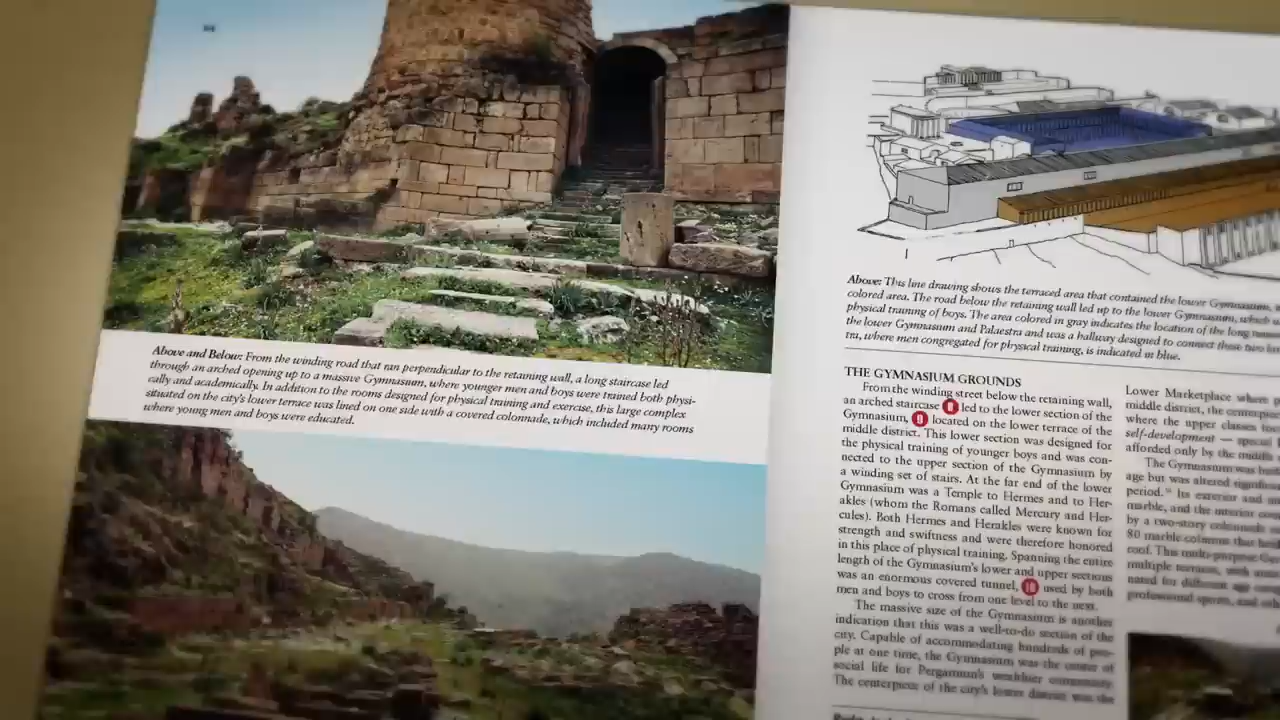 Above and Below: From the winding road that ran perpendicular to the retaining wall, a long staircase led
through an arched opening up to a massive Gymnasium, where younger men and boys were trained both physi-
cally and academically. In addition to the rooms designed for physical training and exercise, this large complex
situated on the city's lower terrace was lined on one side with a covered colonnade, which included many rooms
where young men and boys were educated.
Above: This line drawing shows the terraced area that contained the lower Gymnasium,
colored area. The road below the retaining wall led up to the lower Gymnasium, which
physical training of boys. The area colored in gray indicates the location of the long
the lower Gymnasium and Palaestra and was a hallway designed to connect these two
tra, where men congregated for physical training, is indicated in blue.
THE GYMNASIUM GROUNDS
From the winding street below the retaining wall,
an arched staircase 8 led to the lower section of the
Gymnasium, 9 located on the lower terrace of the
middle district. This lower section was designed for
the physical training of younger boys and was con-
nected to the upper section of the Gymnasium by
a winding set of stairs. At the far end of the lower
Gymnasium was a Temple to Hermes and to Her-
akles (whom the Romans called Mercury and Her-
cules). Both Hermes and Herakles were known for
strength and swiftness and were therefore honored
in this place of physical training. Spanning the entire
length of the Gymnasium's lower and upper sections
was an enormous covered tunnel, 10 used by both
men and boys to cross from one level to the next.
The massive size of the Gymnasium is another
indication that this was a well-to-do section of the
city. Capable of accommodating hundreds of peo-
ple at one time, the Gymnasium was the center of
social life for Pergamum's wealthier community.
The centerpiece of the city's lower district was the
Lower Marketplace where
middle district, the centerpiece
where the upper classes
self-development — special
afforded only by the middle
The Gymnasium was built
age but was altered
period. Its exterior and
marble, and the interior
by a two-story colonnade
80 marble columns that
roof. This multi-purpose
multiple terraces, with
nated for different age
professional sports, and